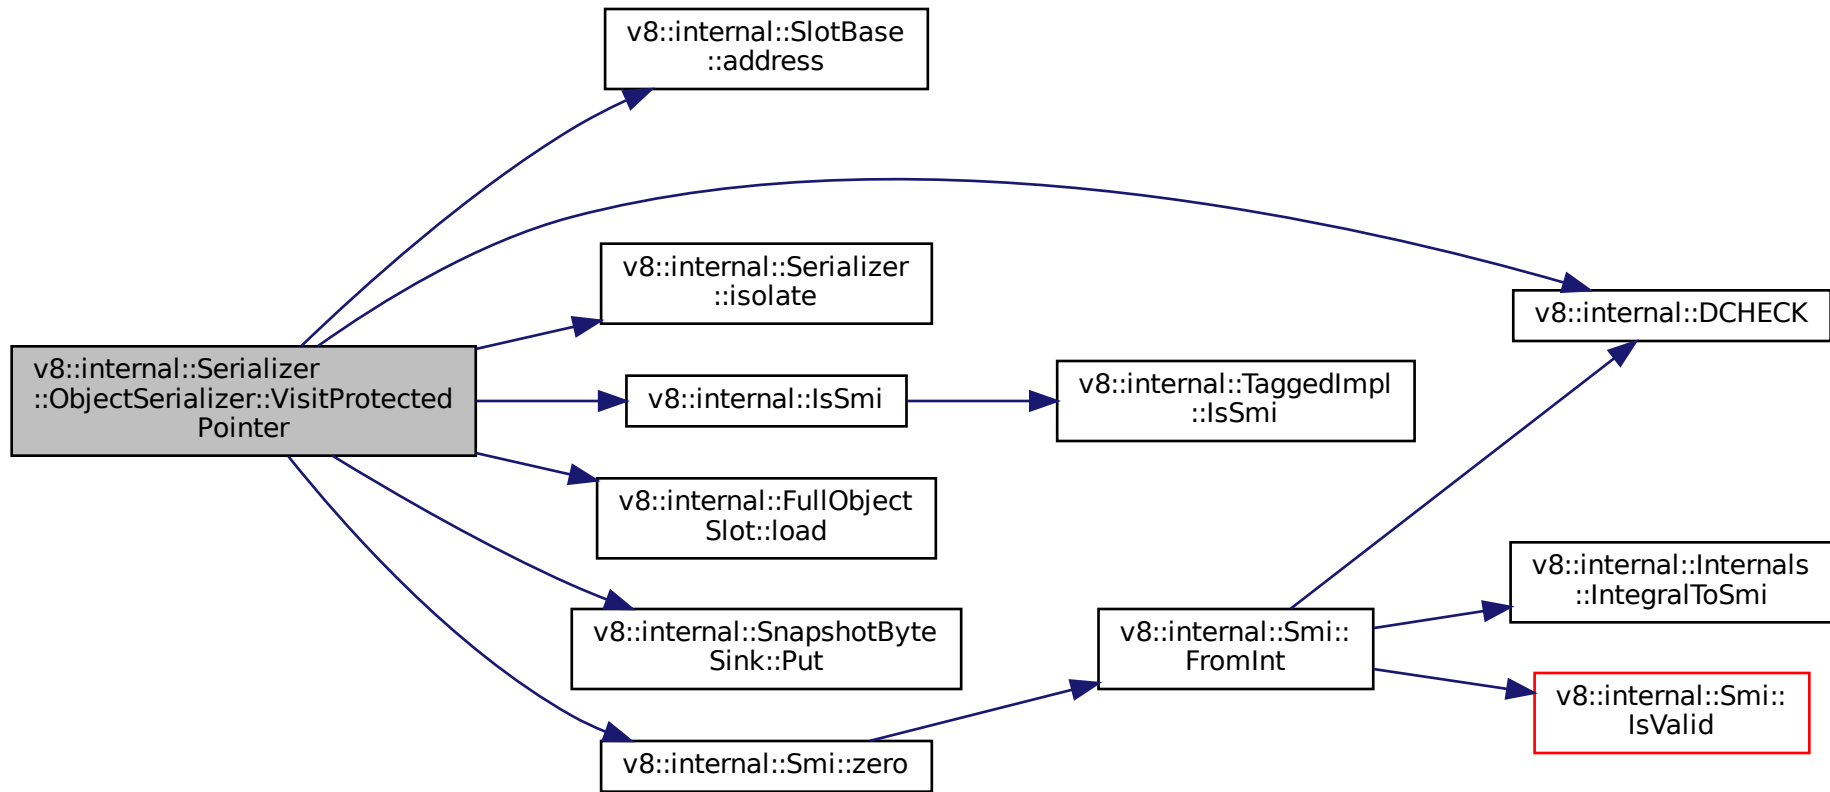 v8::internal::SlotBase
::address
v8::internal::Serializer
::isolate
v8::internal::DCHECK
v8::internal::Serializer
::ObjectSerializer::VisitProtected
Pointer
v8::internal::IsSmi
v8::internal::TaggedImpl
::IsSmi
v8::internal::FullObject
Slot::load
v8::internal::Internals
::IntegralToSmi
v8::internal::SnapshotByte
Sink::Put
v8::internal::Smi::
FromInt
v8::internal::Smi::
IsValid
v8::internal::Smi::zero